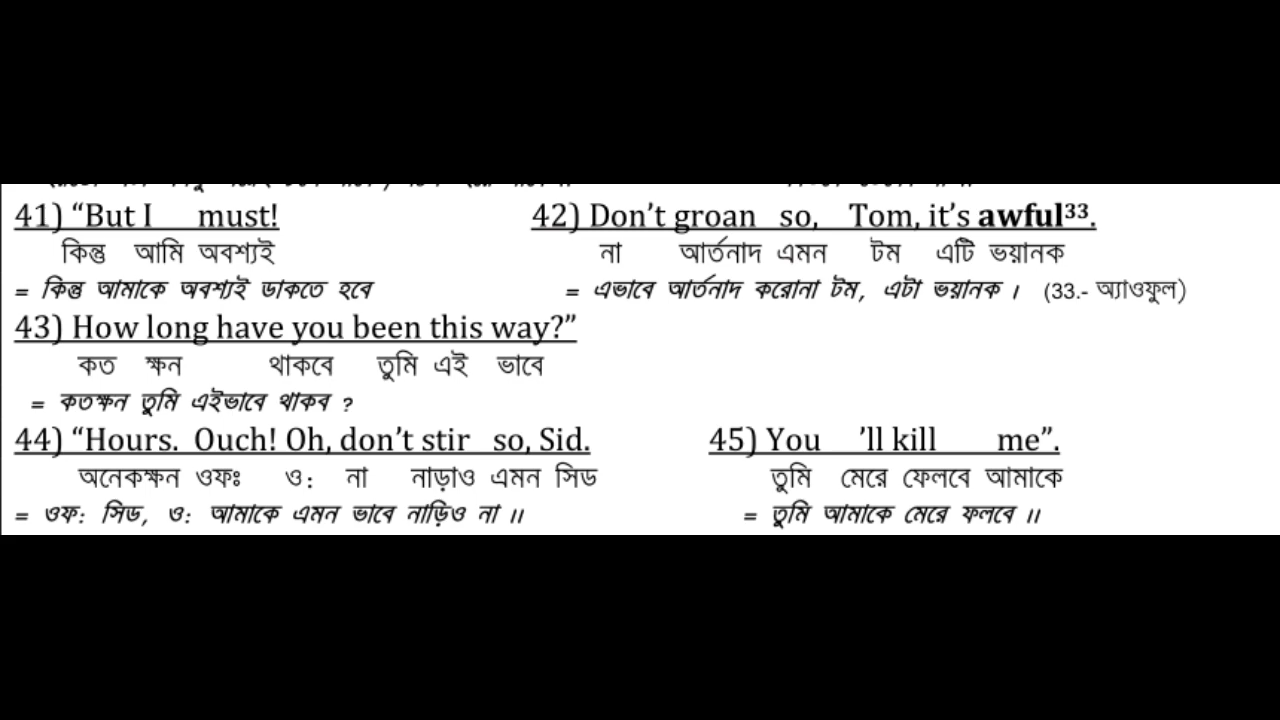 41) “But I must! 42) Don’t groan so, Tom, it’s awful³³.
কিন্তু আমি অবশ্যই না আর্তনাদ এমন টম এটি ভয়ানক
= কিন্তু আমাকে অবশ্যই ডাকতে হবে = এভাবে আর্তনাদ করোনা টম, এটা ভয়ানক । (33.- অ্যাওফুল)
43) How long have you been this way?”
কত ক্ষন থাকবে তুমি এই ভাবে
= কতক্ষন তুমি এইভাবে থাকব ?
44) “Hours. Ouch! Oh, don’t stir so, Sid. 45) You ’ll kill me”.
অনেকক্ষন ওফঃ ও: না নাড়াও এমন সিড তুমি মেরে ফেলবে আমাকে
= ওফ: সিড, ও: আমাকে এমন ভাবে নাড়িও না ॥ = তুমি আমাকে মেরে ফলবে ॥